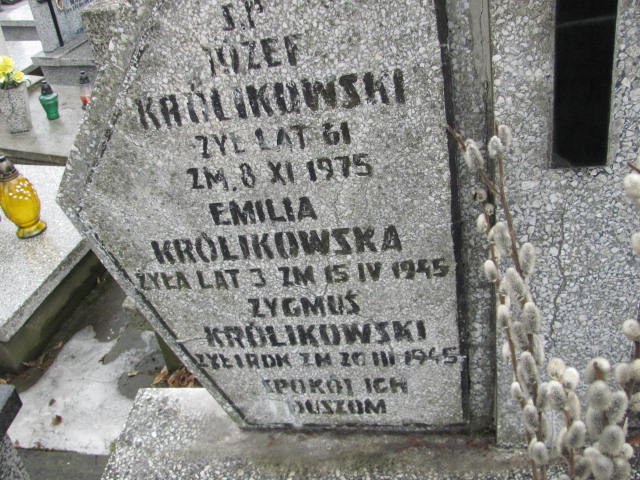 Ś.P
JÓZEF
KRÓLIKOWSKI
ŻYŁ LAT 61
ZM. 8 XI 1975
EMILIA
KRÓLIKOWSKA
ŻYŁA LAT 3 ZM 15 IV 1945
ZYGMUŚ
KRÓLIKOWSKI
ŻYŁ 1 ROK ZM 20 III 1945
SPOKÓJ ICH
DUSZOM